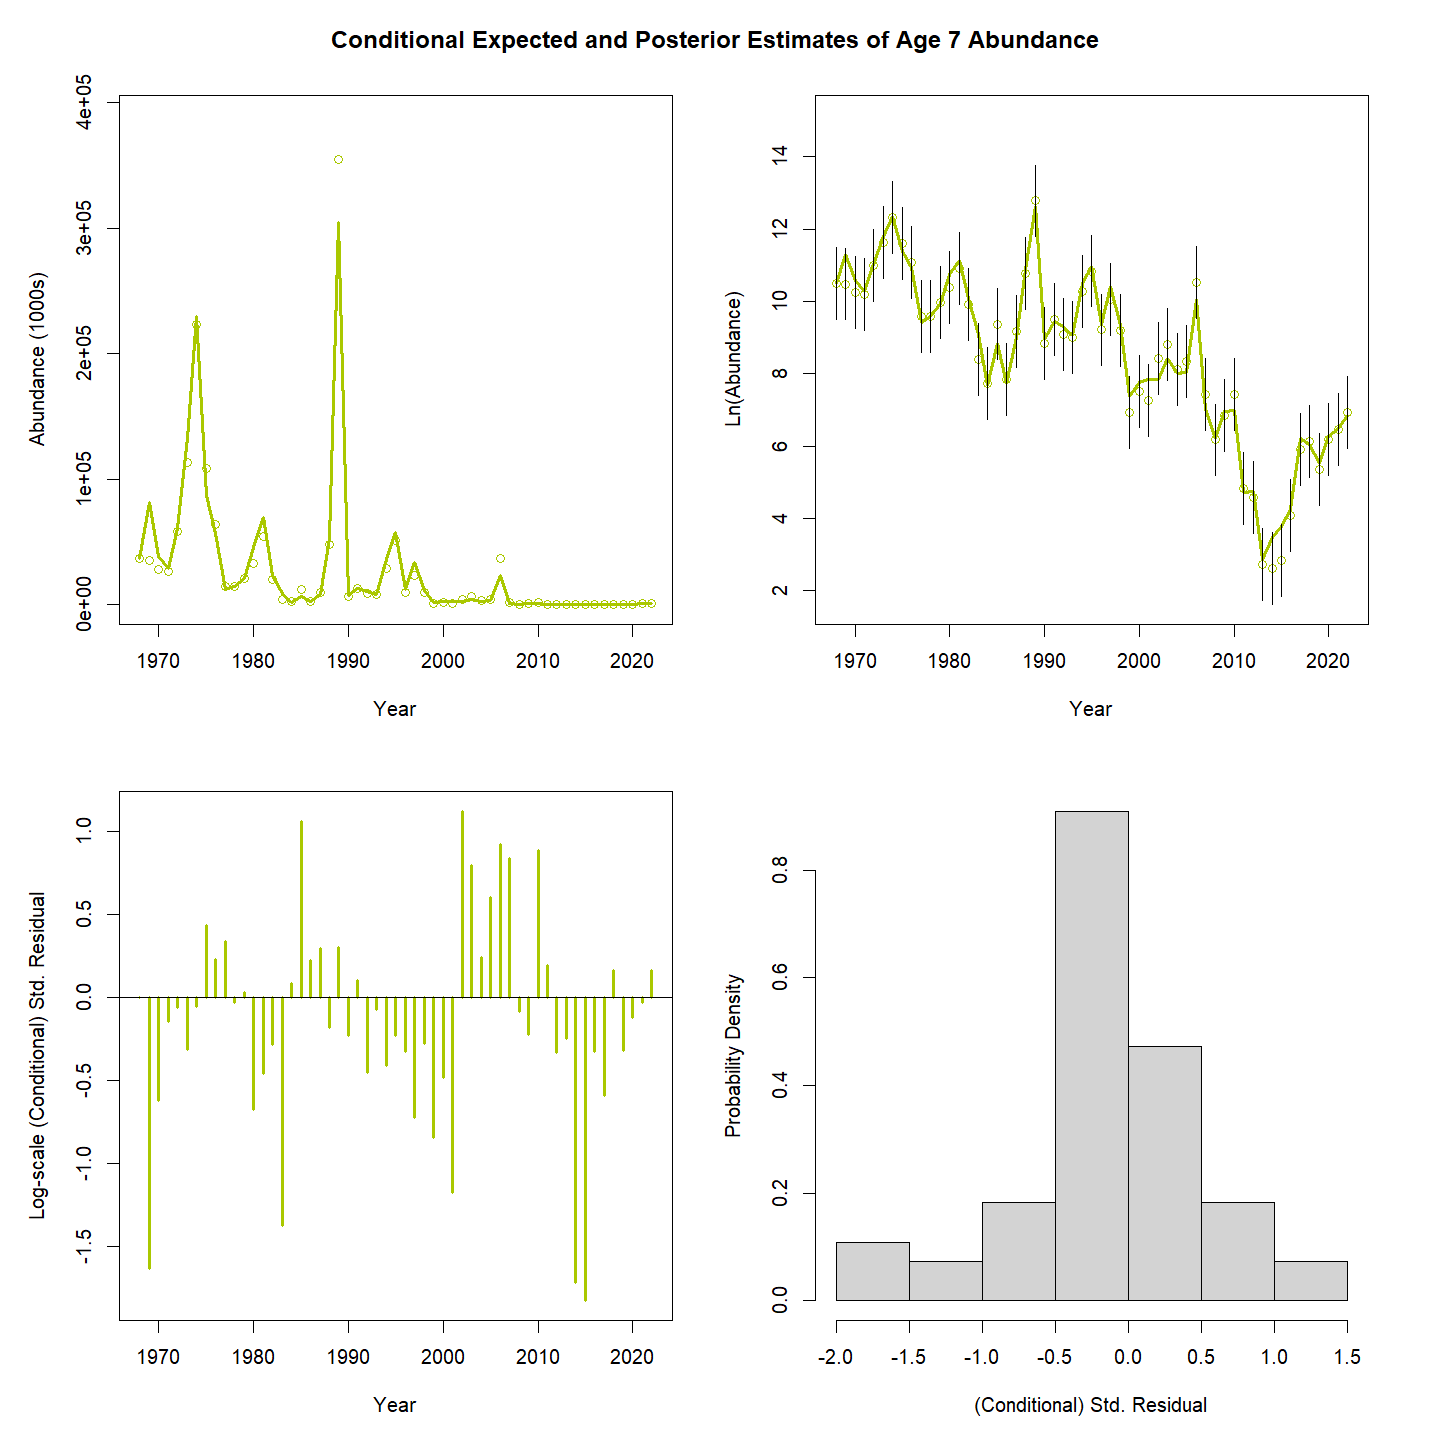 Conditional Expected and Posterior Estimates of Age 7 Abundance
Abundance (1000s)
4e+05
3e+05
2e+05
1e+05
0e+00
1970 1980 1990 2000 2010 2020
Year
Ln(Abundance)
14
12
10
8
6
4
2
1970 1980 1990 2000 2010 2020
Year
Log-scale (Conditional) Std. Residual
1.0
0.5
0.0
-0.5
-1.0
-1.5
1970 1980 1990 2000 2010 2020
Year
Probability Density
0.8
0.6
0.4
0.2
0.0
-2.0 -1.5 -1.0 -0.5 0.0 0.5 1.0 1.5
(Conditional) Std. Residual